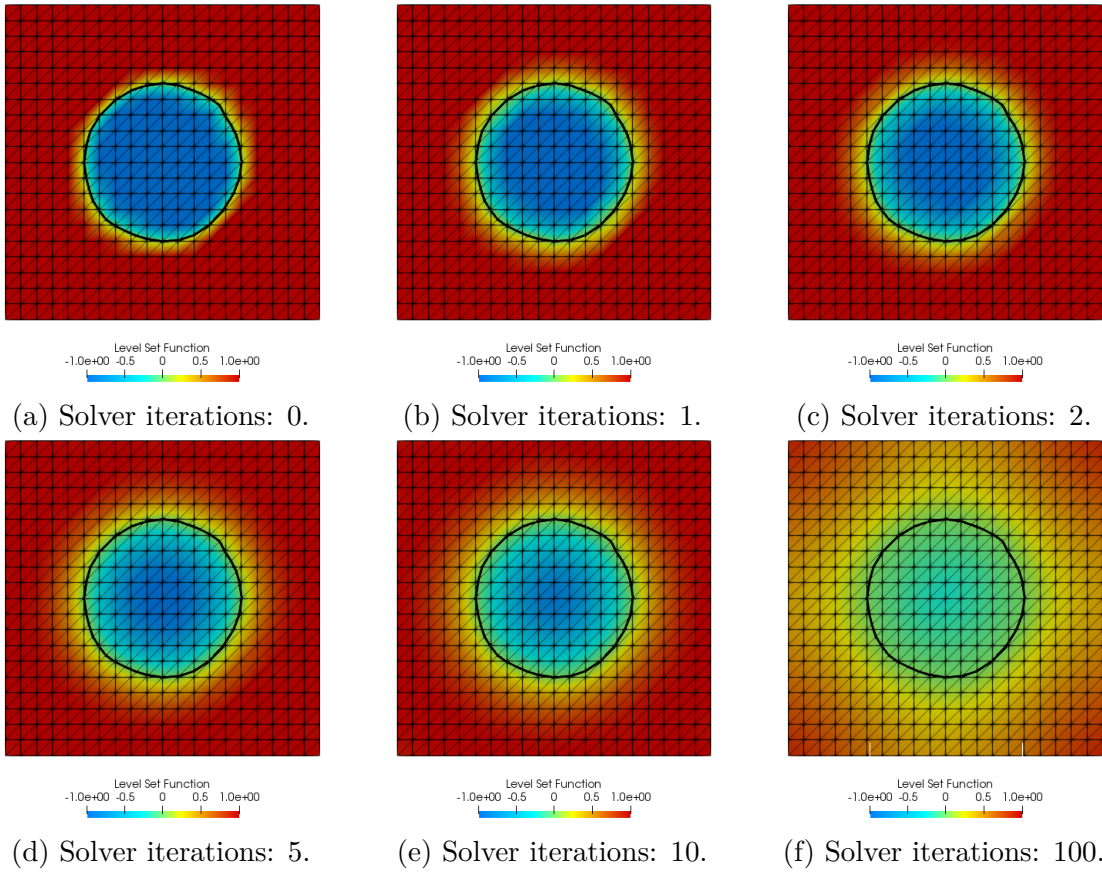 Level Set Function
-1.0e+00 -0.5 0 0.5 1.0e+00
(a) Solver iterations: 0.
Level Set Function
-1.0e+00 -0.5 0 0.5 1.0e+00
(b) Solver iterations: 1.
Level Set Function
-1.0e+00 -0.5 0 0.5 1.0e+00
(c) Solver iterations: 2.
Level Set Function
-1.0e+00 -0.5 0 0.5 1.0e+00
(d) Solver iterations: 5.
Level Set Function
-1.0e+00 -0.5 0 0.5 1.0e+00
(e) Solver iterations: 10.
Level Set Function
-1.0e+00 -0.5 0 0.5 1.0e+00
(f) Solver iterations: 100.